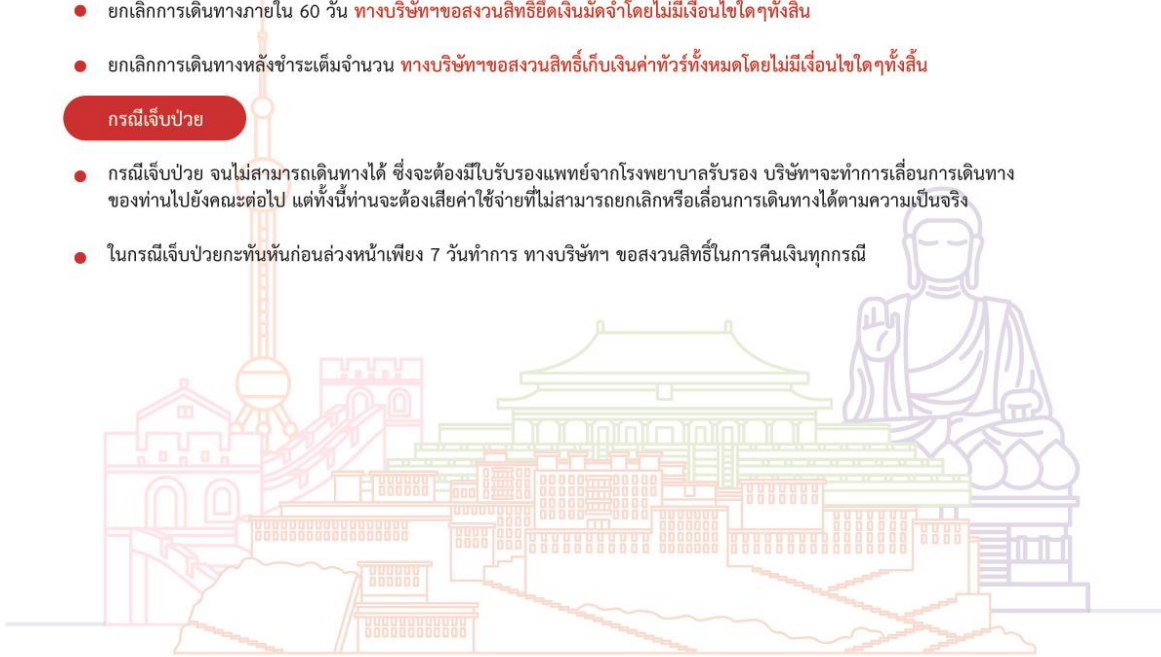 ยกเลิกการเดินทางภายใน 60 วัน ทางบริษัทฯขอสงวนสิทธิยึดเงินมัดจำโดยไม่มีเงื่อนไขใดๆทั้งสิ้น
ยกเลิกการเดินทางหลังชำระเต็มจำนวน ทางบริษัทฯขอสงวนสิทธิ์เก็บเงินค่าทัวร์ทั้งหมดโดยไม่มีเงื่อนไขใดๆทั้งสิ้น
กรณีเจ็บป่วย
กรณีเจ็บป่วย จนไม่สามารถเดินทางได้ ซึ่งจะต้องมีใบรับรองแพทย์จากโรงพยาบาลรับรอง บริษัทฯจะทำการเลื่อนการเดินทาง
ของท่านไปยังคณะต่อไป แต่ทั้งนี้ท่านจะต้องเสียค่าใช้จ่ายที่ไม่สามารถยกเลิกหรือเลื่อนการเดินทางได้ตามความเป็นจริง
ในกรณีเจ็บป่วยกะทันหันก่อนล่วงหน้าเพียง 7 วันทำการ ทางบริษัทฯ ขอสงวนสิทธิ์ในการคืนเงินทุกกรณี